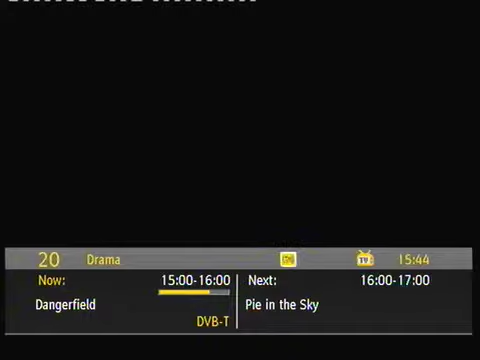 20 Drama TV 15:44
Now: 15:00-16:00 Next: 16:00-17:00
Dangerfield Pie in the Sky
DVB-T